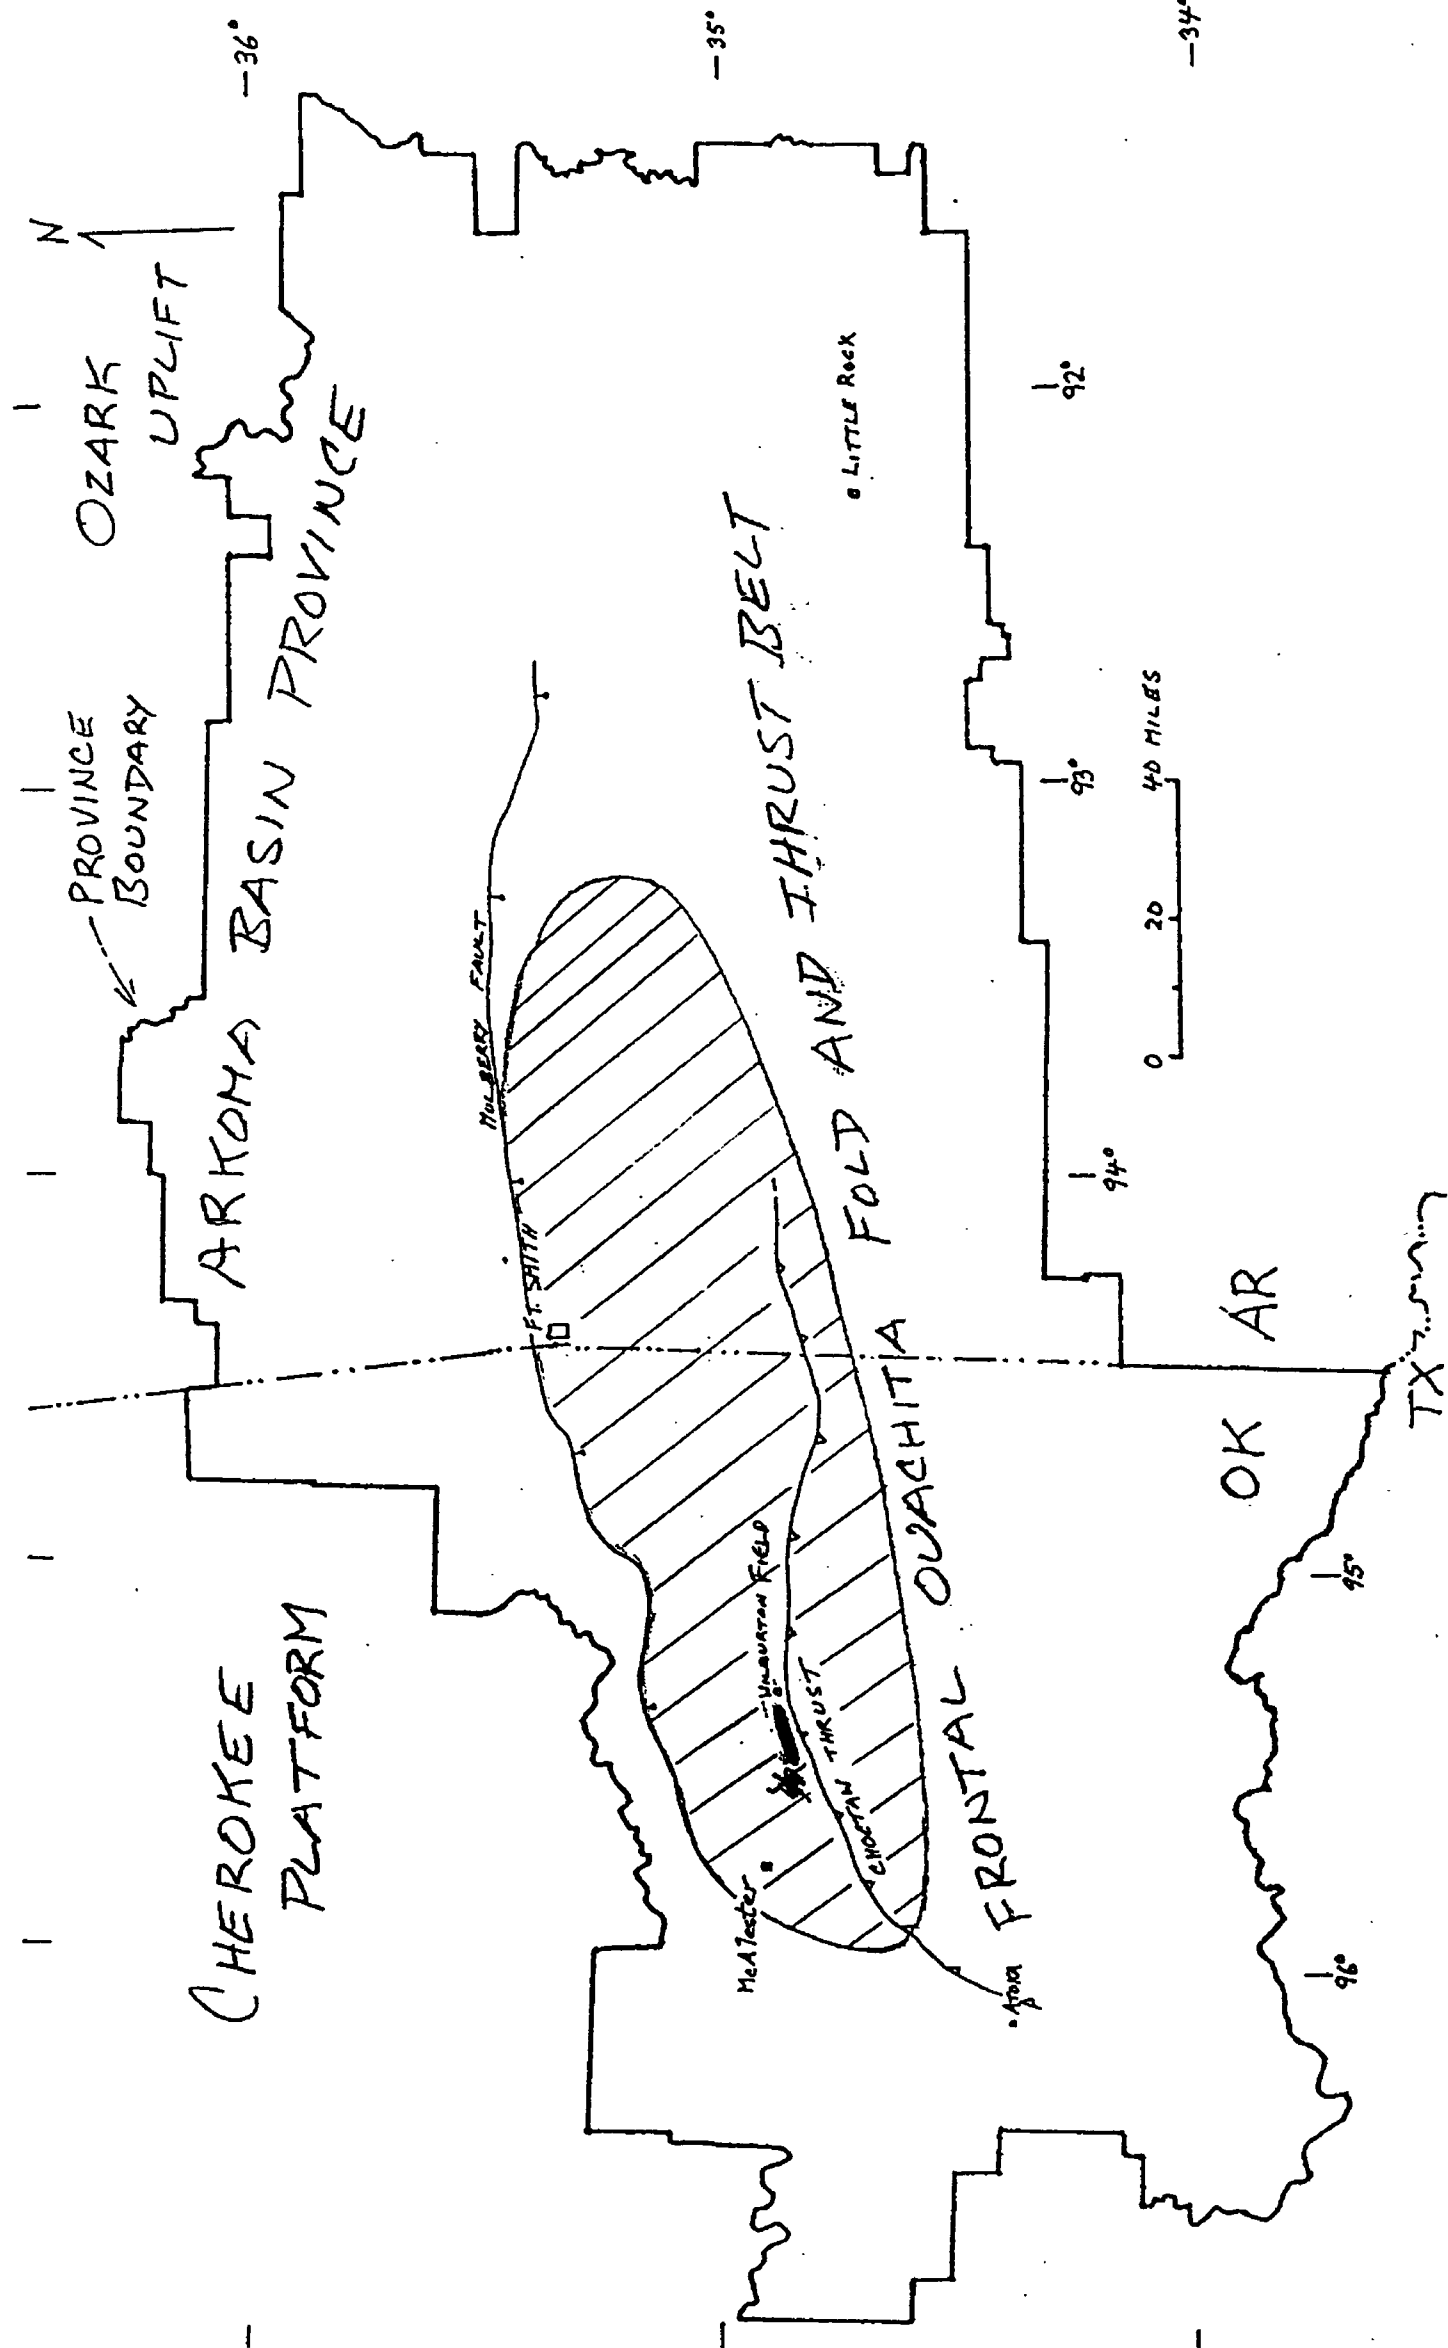 N
OZARK
UPLIFT
PROVINCE
BOUNDARY
ARKOMA BASIN PROVINCE
CHEROKEE
PLATFORM
MULBERRY FAULT
FT. SMITH
WILBURTON FIELD
McAlester
CHOCTAW THRUST
ATOKA
LITTLE ROCK
FRONTAL OUACHITA FOLD AND THRUST BELT
OK
AR
TX
36°
35°
34°
96°
95°
94°
93°
92°
0 20 40 MILES